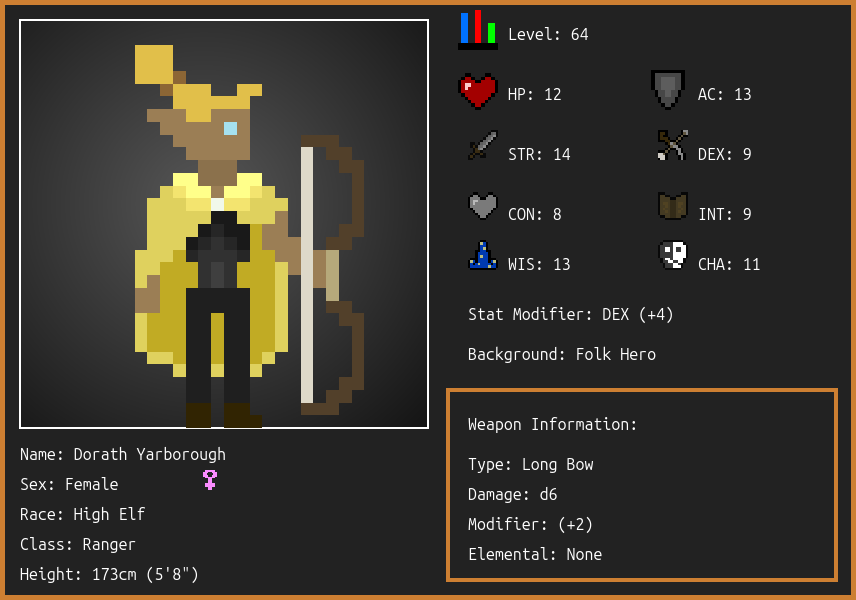 Level: 64
HP: 12
AC: 13
STR: 14
DEX: 9
CON: 8
INT: 9
WIS: 13
CHA: 11
Stat Modifier: DEX (+4)
Background: Folk Hero
Weapon Information:
Type: Long Bow
Damage: d6
Modifier: (+2)
Elemental: None
Name: Dorath Yarborough
Sex: Female
Race: High Elf
Class: Ranger
Height: 173cm (5'8")